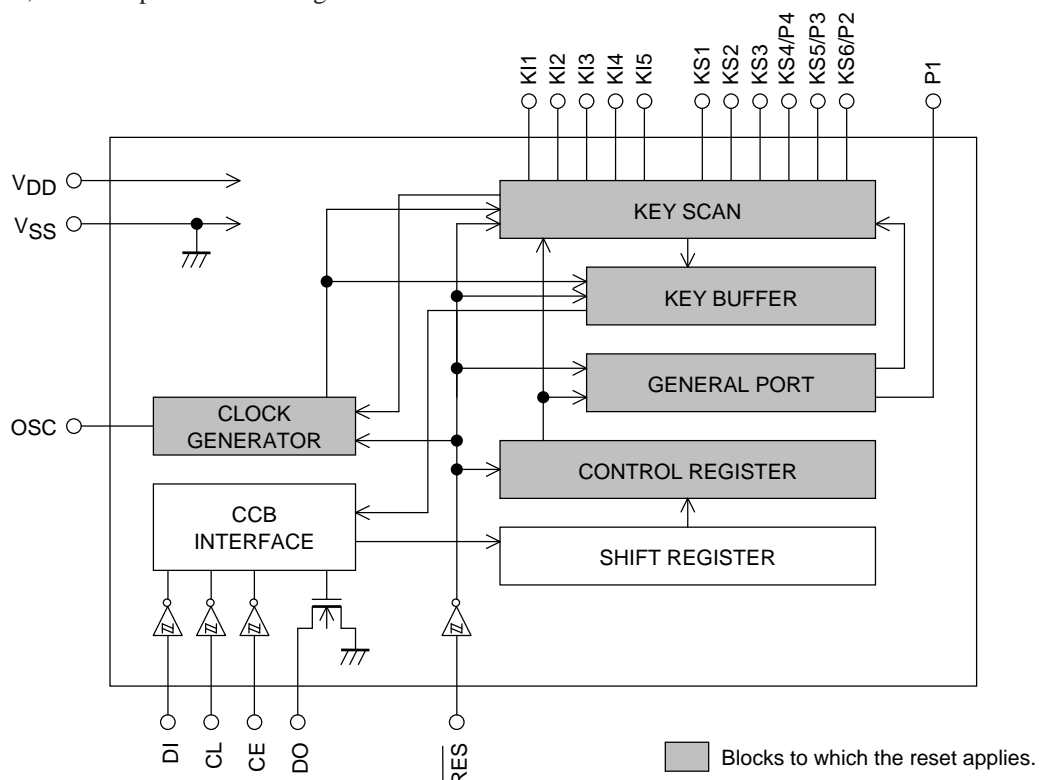 KI1
KI2
KI3
KI4
KI5
KS1
KS2
KS3
KS4/P4
KS5/P3
KS6/P2
P1
VDD
VSS
KEY SCAN
KEY BUFFER
GENERAL PORT
OSC
CLOCK
GENERATOR
CONTROL REGISTER
CCB
INTERFACE
SHIFT REGISTER
DI
CL
CE
DO
RES
Blocks to which the reset applies.